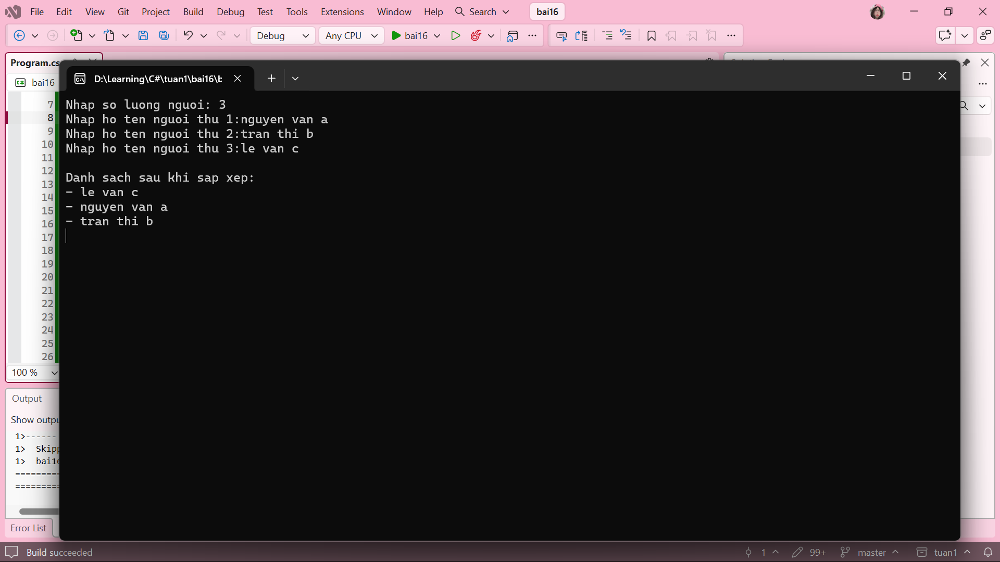 File Edit View Git Project Build Debug Test Tools Extensions Window Help Search bai16
Debug Any CPU bai16
Program.cs
D:\Learning\C#\tuan1\bai16\b
C# bai16
7
8
9
10
11
12
13
14
15
16
17
18
19
20
21
22
23
24
25
26
100 %
Nhap so luong nguoi: 3
Nhap ho ten nguoi thu 1:nguyen van a
Nhap ho ten nguoi thu 2:tran thi b
Nhap ho ten nguoi thu 3:le van c
Danh sach sau khi sap xep:
- le van c
- nguyen van a
- tran thi b
Output
Show outpu
1>------
1> Skipp
1> bai16
==========
==========
Error List
Build succeeded 1 99+ master tuan1